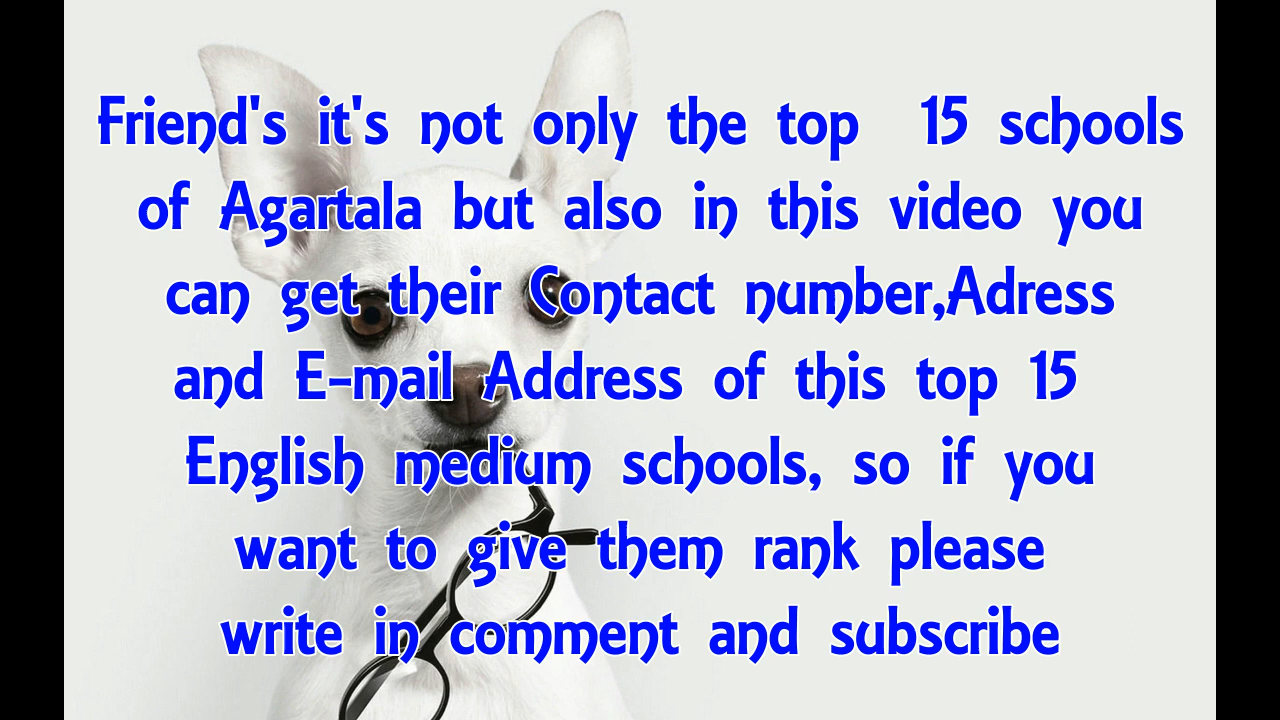 Friend's it's not only the top 15 schools
of Agartala but also in this video you
can get their Contact number,Adress
and E-mail Address of this top 15
English medium schools, so if you
want to give them rank please
write in comment and subscribe